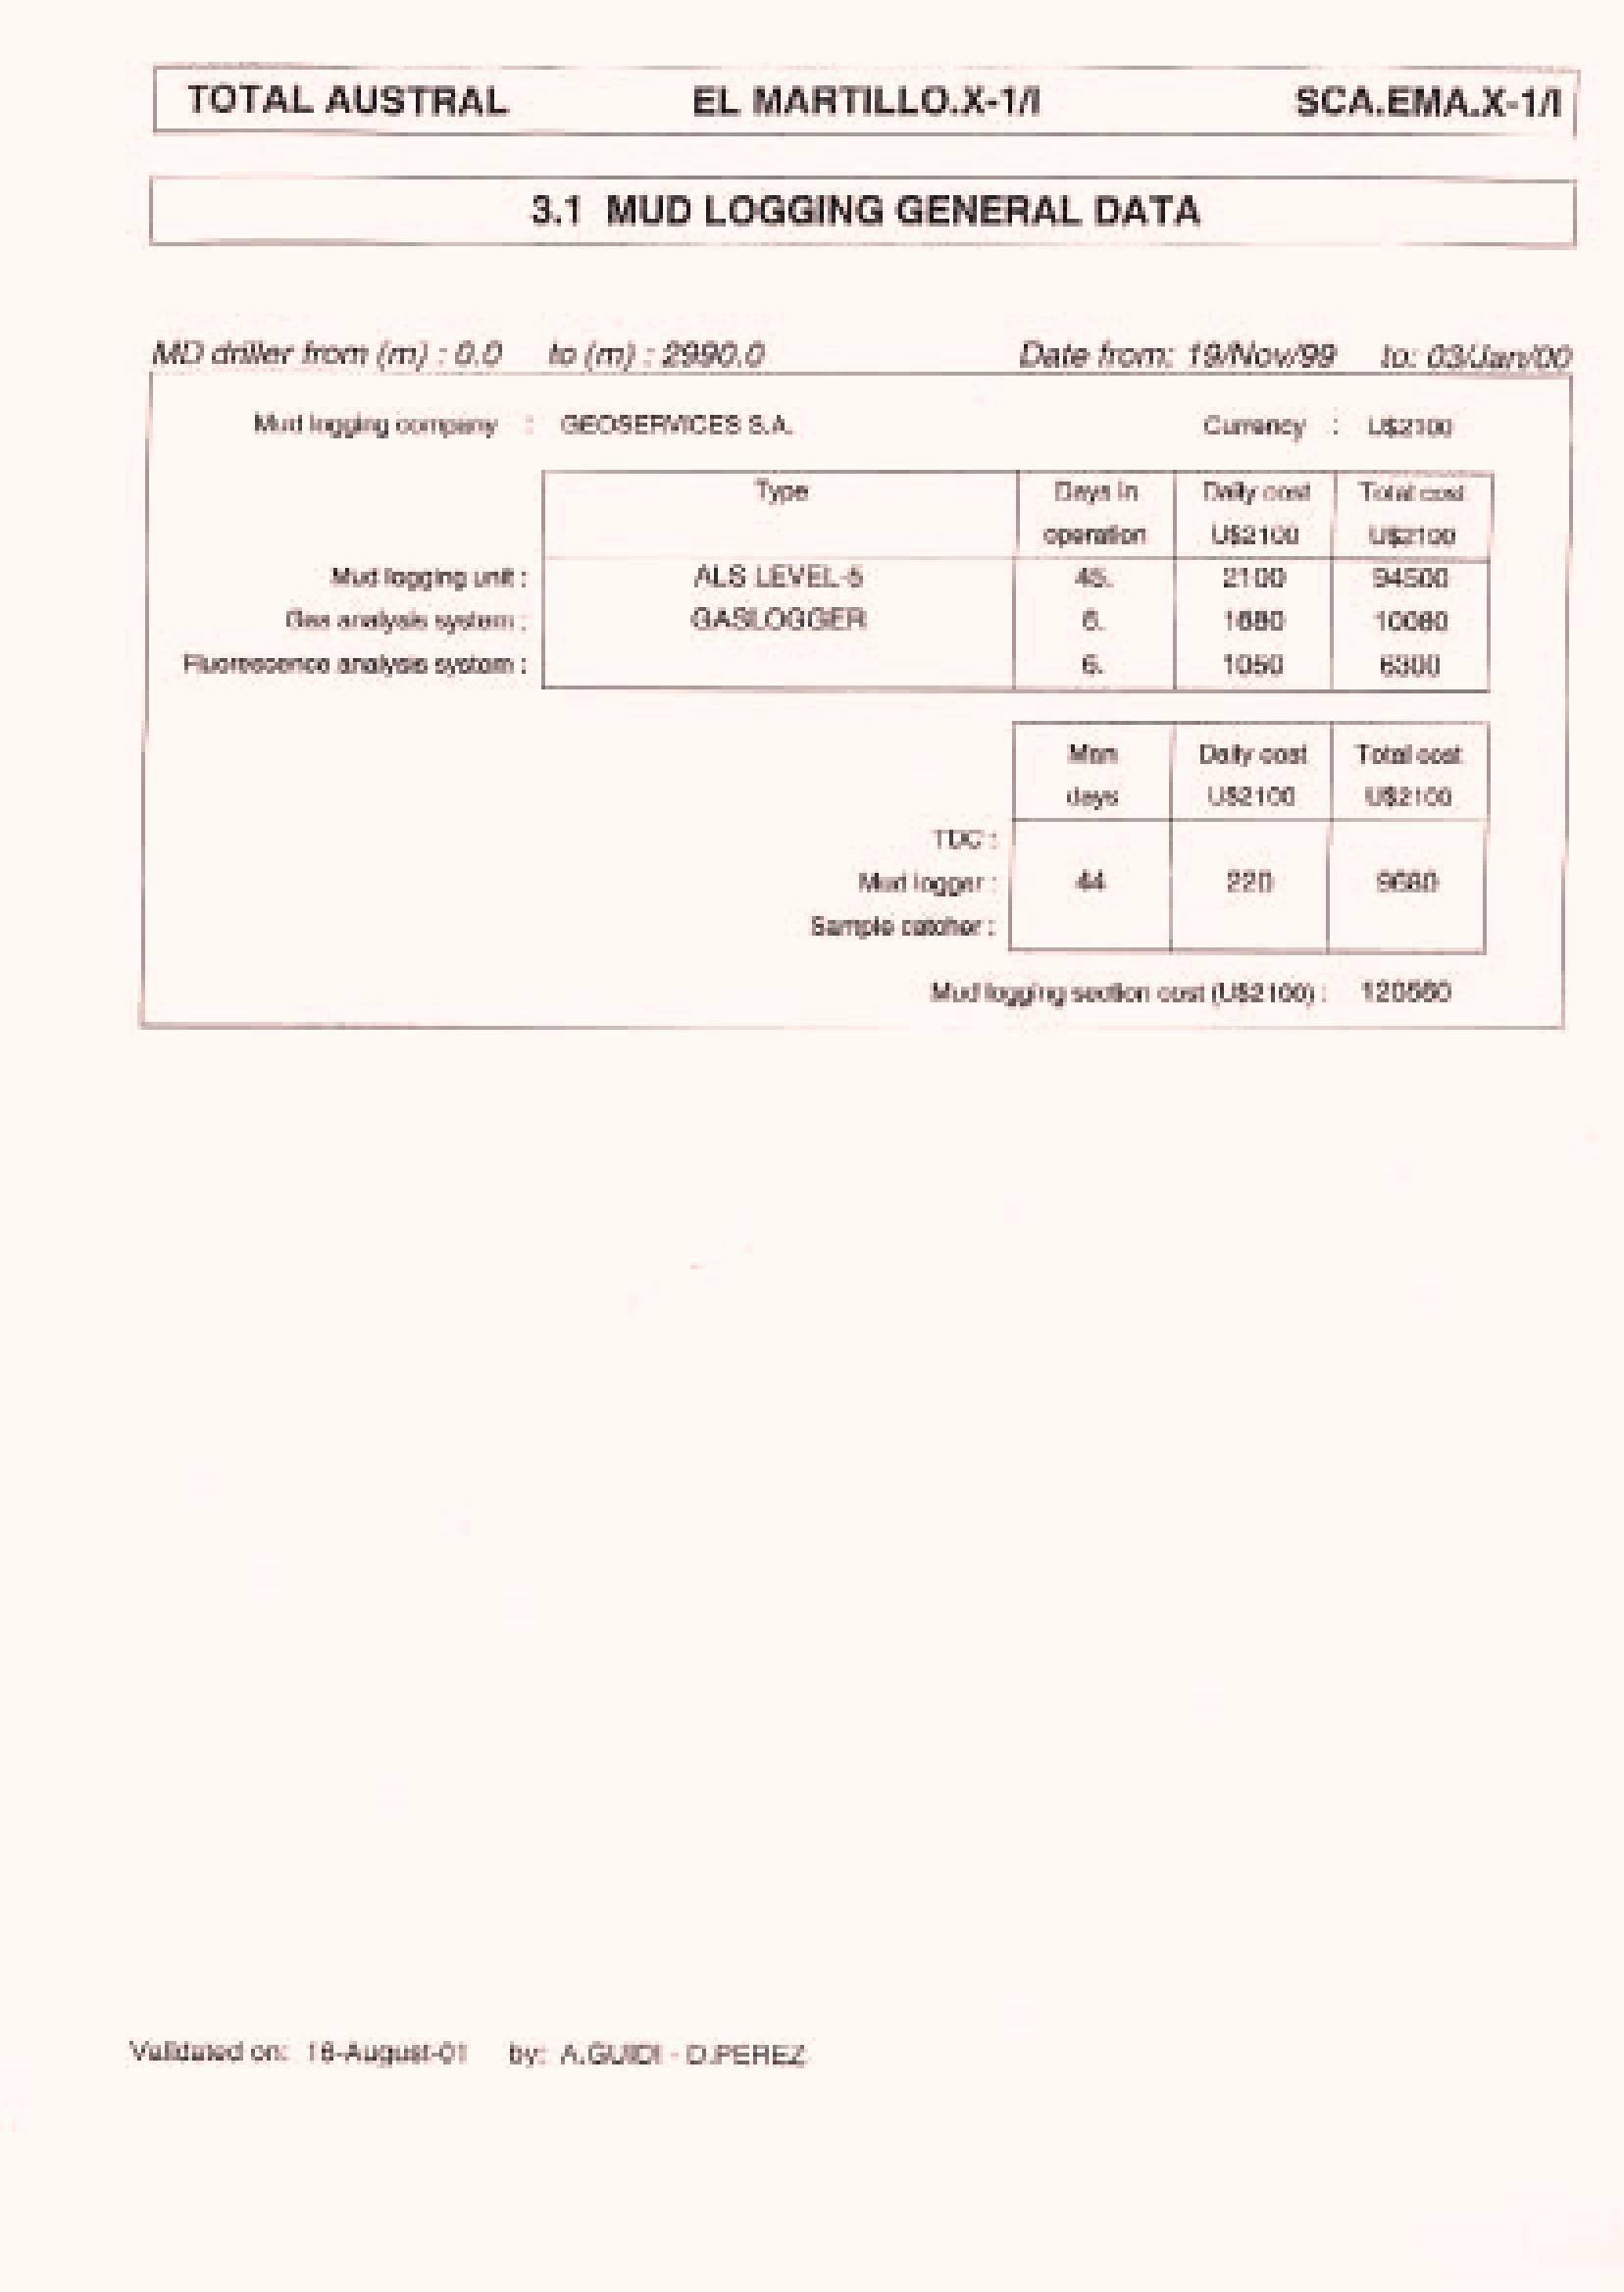 TOTAL AUSTRAL EL MARTILLO.X-1/I SCA.EMA.X-1/I
3.1 MUD LOGGING GENERAL DATA
MD driller from (m) : 0.0 to (m) : 2990.0 Date from: 19/Nov/99 to: 03/Jan/00
Mud logging company : GEOSERVICES S.A. Currency : U$2100
Type Days in Daily cost Total cost
operation U$2100 U$2100
Mud logging unit : ALS LEVEL-5 45. 2100 94500
Gas analysis system : GASLOGGER 6. 1680 10080
Fluorescence analysis system : 6. 1050 6300
Man Daily cost Total cost
days U$2100 U$2100
TDC :
Mud logger : 44 220 9680
Sample catcher :
Mud logging section cost (U$2100) : 120560
Validated on: 16-August-01 by: A.GUIDI - D.PEREZ